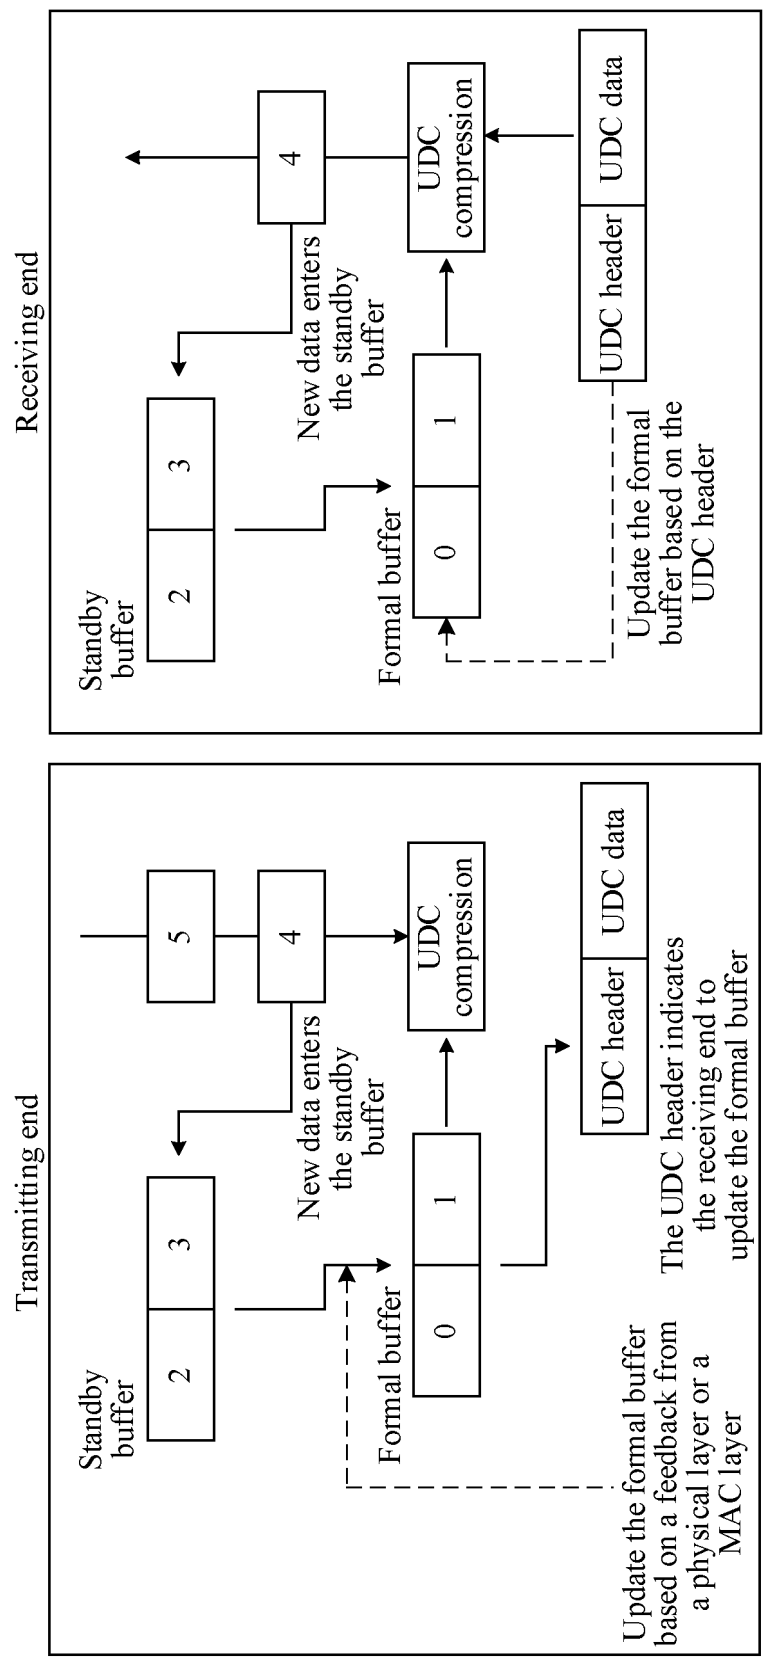 Transmitting end
Standby
buffer
2
3
5
4
New data enters
the standby
buffer
Formal buffer
0
1
UDC
compression
UDC header
UDC data
Update the formal buffer
based on a feedback from
a physical layer or a
MAC layer
The UDC header indicates
the receiving end to
update the formal buffer
Receiving end
Standby
buffer
2
3
4
New data enters
the standby
buffer
Formal buffer
0
1
UDC
compression
UDC header
UDC data
Update the formal
buffer based on the
UDC header